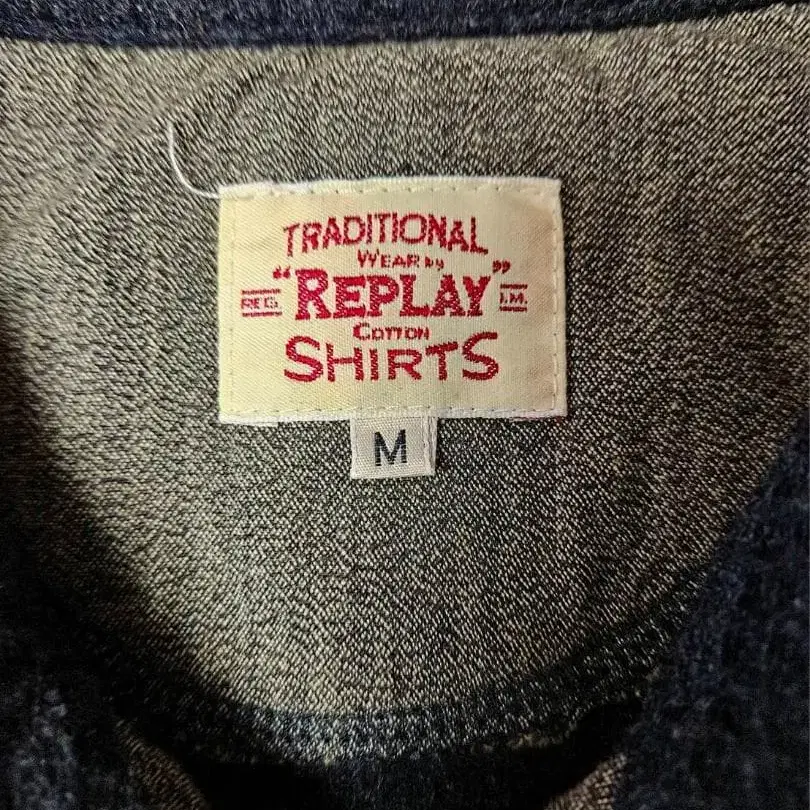 TRADITIONAL
WEAR by
REG. "REPLAY" T.M.
COTTON
SHIRTS
M